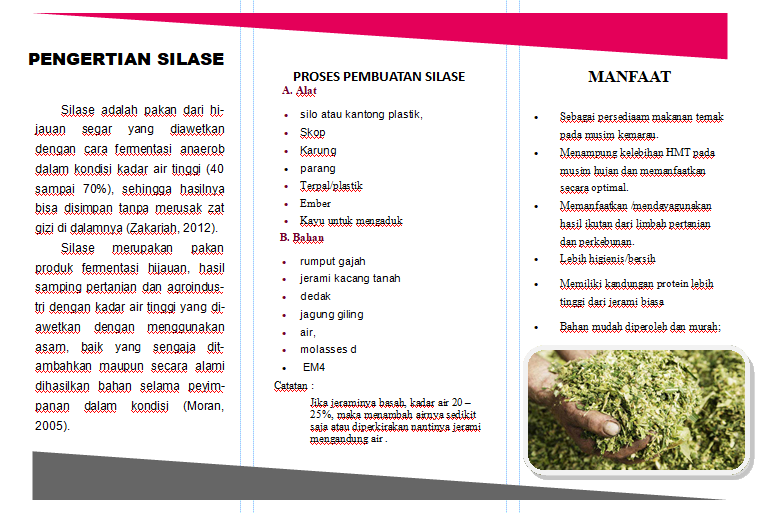 PENGERTIAN SILASE
Silase adalah pakan dari hi-
jauan segar yang diawetkan
dengan cara fermentasi anaerob
dalam kondisi kadar air tinggi (40
sampai 70%), sehingga hasilnya
bisa disimpan tanpa merusak zat
gizi di dalamnya (Zakariah, 2012).
Silase merupakan pakan
produk fermentasi hijauan, hasil
samping pertanian dan agroindus-
tri dengan kadar air tinggi yang di-
awetkan dengan menggunakan
asam, baik yang sengaja dit-
ambahkan maupun secara alami
dihasilkan bahan selama peyim-
panan dalam kondisi (Moran,
2005).
PROSES PEMBUATAN SILASE
A. Alat
• silo atau kantong plastik,
• Skop
• Karung
• parang
• Terpal/plastik
• Ember
• Kayu untuk mengaduk
B. Bahan
• rumput gajah
• jerami kacang tanah
• dedak
• jagung giling
• air,
• molasses d
• EM4
Catatan :
Jika jeraminya basah, kadar air 20 –
25%, maka menambah airnya sedikit
saja atau diperkirakan nantinya jerami
mengandung air .
MANFAAT
• Sebagai persediaam makanan ternak
pada musim kemarau.
• Menampung kelebihan HMT pada
musim hujan dan memanfaatkan
secara optimal.
• Memanfaatkan /mendayagunakan
hasil ikutan dari limbah pertanian
dan perkebunan.
• Lebih higienis/bersih
• Memiliki kandungan protein lebih
tinggi dari jerami biasa
• Bahan mudah diperoleh dan murah;